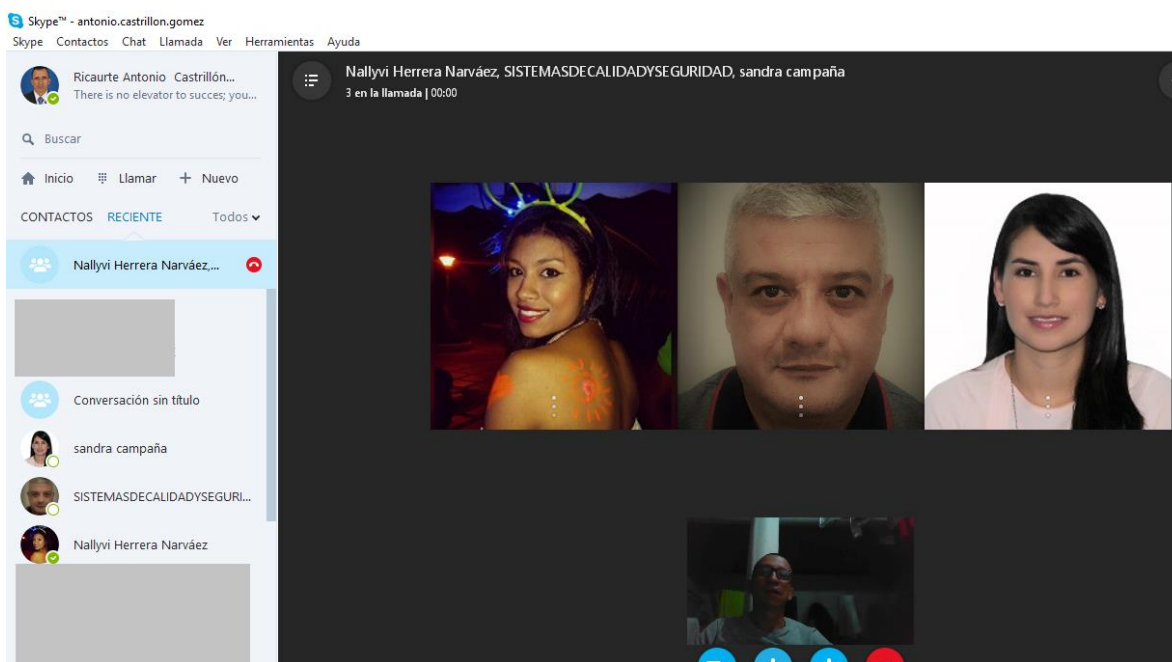 Skype™ - antonio.castrillon.gomez
Skype Contactos Chat Llamada Ver Herramientas Ayuda
Ricaurte Antonio Castrillón...
There is no elevator to succes; you...
Buscar
Inicio Llamar Nuevo
CONTACTOS RECIENTE Todos
Nallyvi Herrera Narváez,...
Conversación sin título
sandra campaña
SISTEMASDECALIDADYSEGURI...
Nallyvi Herrera Narváez
Nallyvi Herrera Narváez, SISTEMASDECALIDADYSEGURIDAD, sandra campaña
3 en la llamada | 00:00